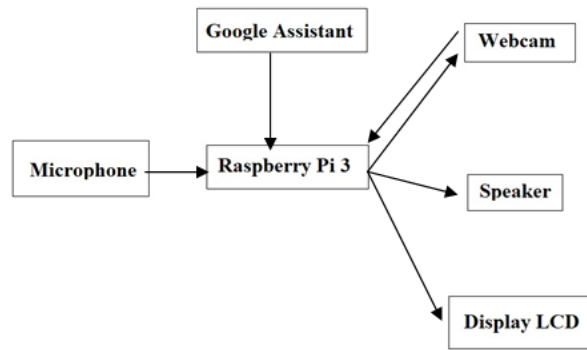 Google Assistant
Webcam
Microphone
Raspberry Pi 3
Speaker
Display LCD